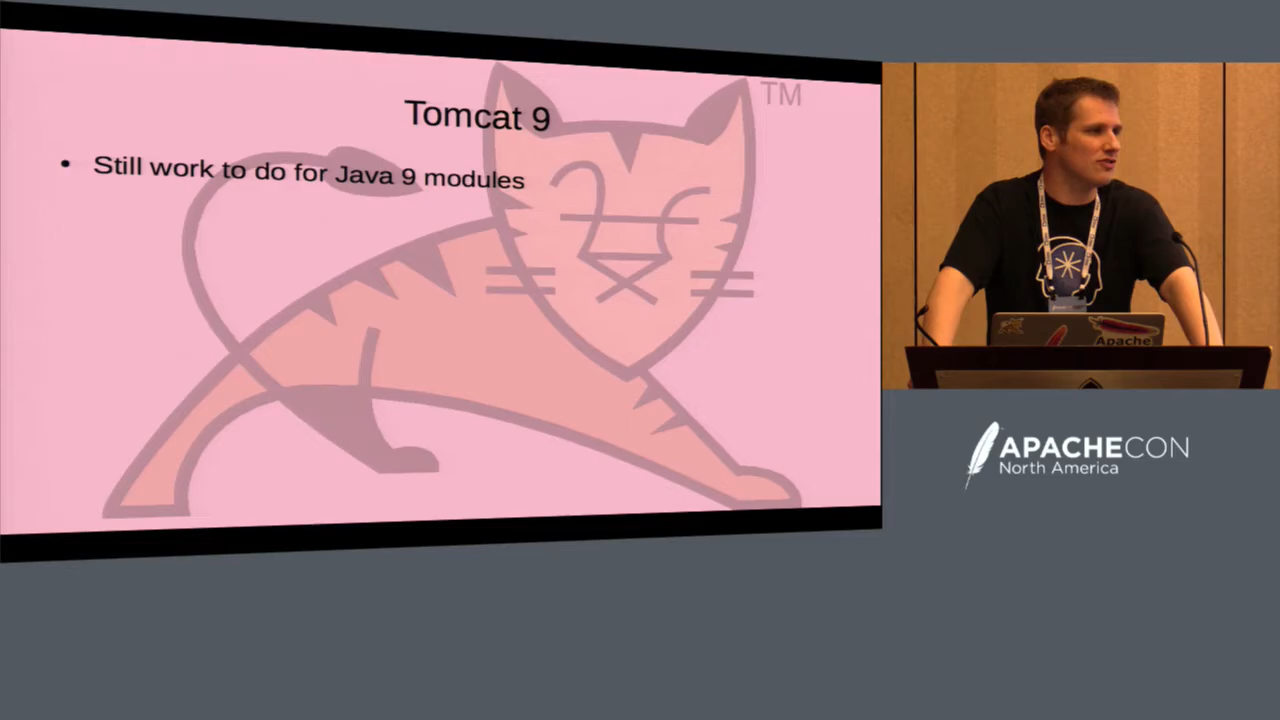 TM
Tomcat 9
• Still work to do for Java 9 modules
Apache
APACHECON
North America